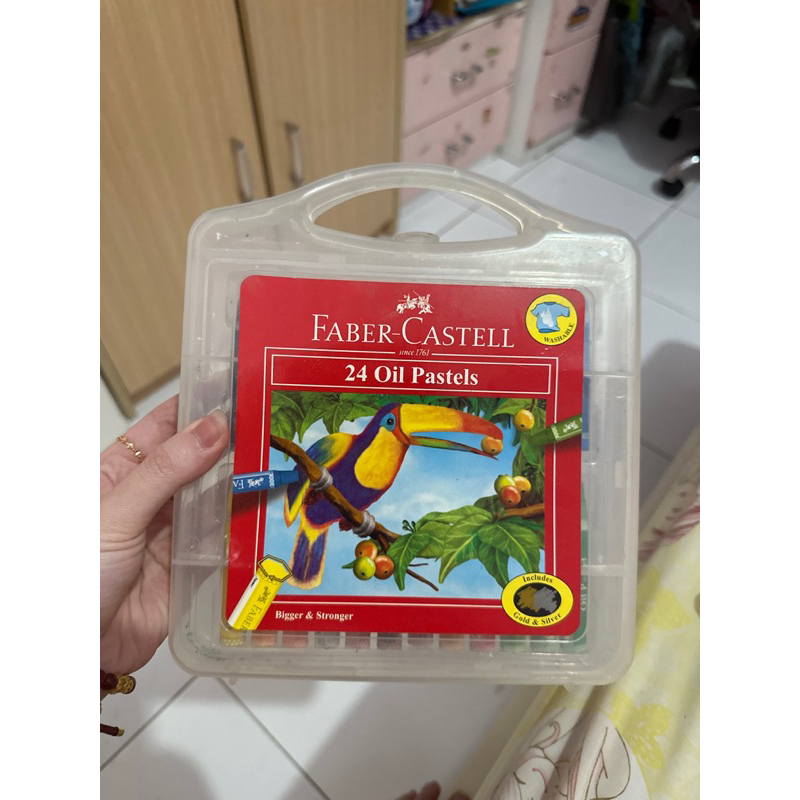 FABER-CASTELL
since 1761
WASHABLE
24 Oil Pastels
Bigger & Stronger
Includes
Gold & Silver